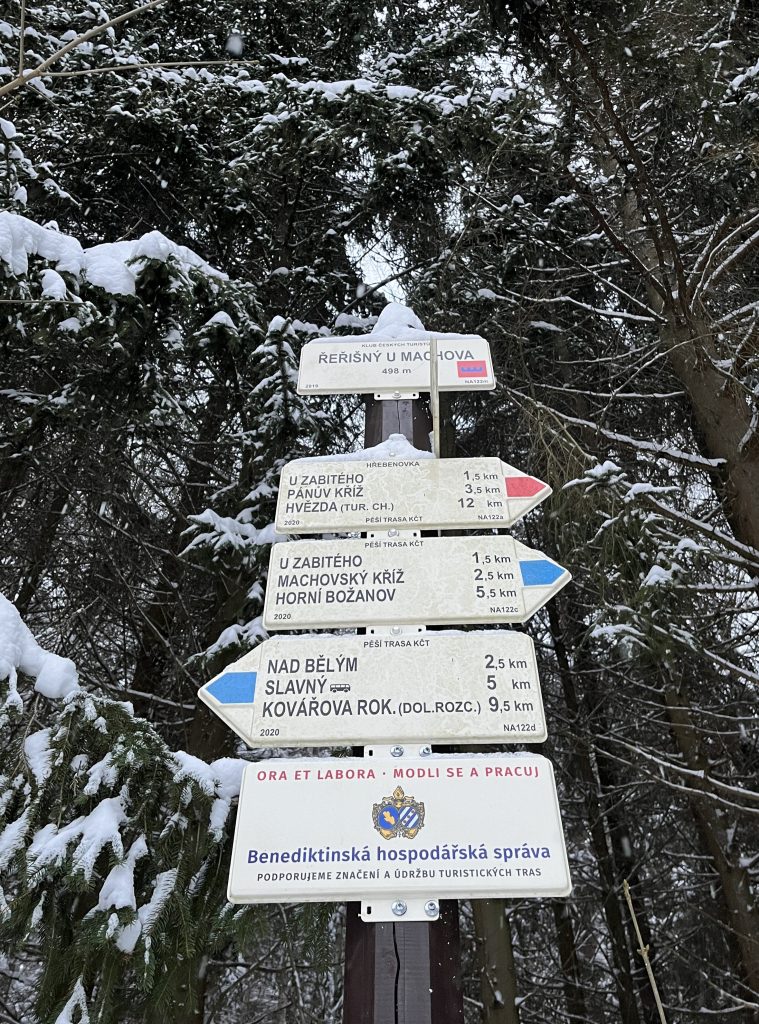 KLUB ČESKÝCH TURISTŮ
ŘEŘIŠNÝ U MACHOVA
498 m
2019 NA122m
HŘEBENOVKA
U ZABITÉHO 1,5 km
PÁNŮV KŘÍŽ 3,5 km
HVĚZDA (TUR. CH.) 12 km
2020 PĚŠÍ TRASA KČT NA122a
PĚŠÍ TRASA KČT
U ZABITÉHO 1,5 km
MACHOVSKÝ KŘÍŽ 2,5 km
HORNÍ BOŽANOV 5,5 km
2020 NA122c
PĚŠÍ TRASA KČT
NAD BĚLÝM 2,5 km
SLAVNÝ 5 km
KOVÁŘOVA ROK. (DOL.ROZC.) 9,5 km
2020 NA122d
ORA ET LABORA · MODLI SE A PRACUJ
Benediktinská hospodářská správa
PODPORUJEME ZNAČENÍ A ÚDRŽBU TURISTICKÝCH TRAS